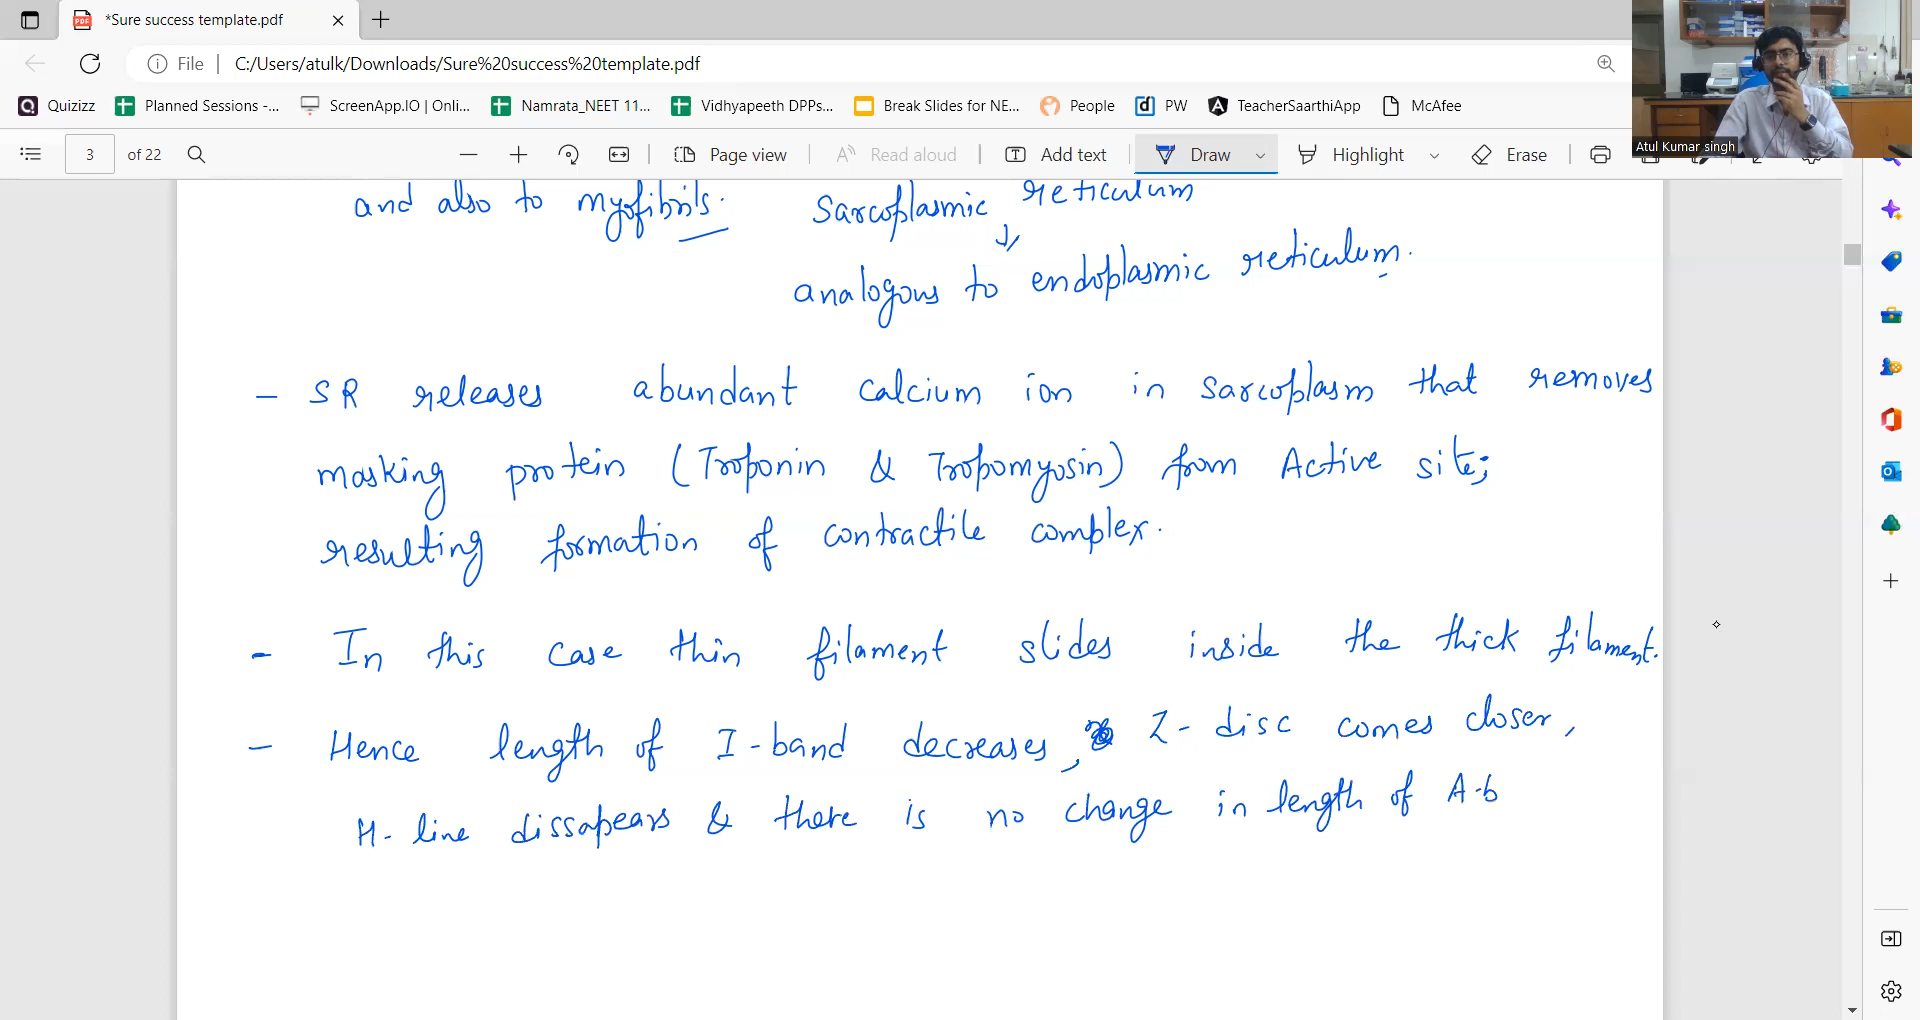 *Sure success template.pdf
File C:/Users/atulk/Downloads/Sure%20success%20template.pdf
Quizizz Planned Sessions -... ScreenApp.IO | Onli... Namrata_NEET 11... Vidhyapeeth DPPs... Break Slides for NE... People PW TeacherSaarthiApp McAfee
Atul Kumar singh
3 of 22 Page view Read aloud Add text Draw Highlight Erase
and also to myofibrils. Sarcoplasmic reticulum
analogous to endoplasmic reticulum.
- SR releases abundant calcium ion in sarcoplasm that removes
masking protein (Troponin & Tropomyosin) from Active site;
resulting formation of contractile complex.
- In this case thin filament slides inside the thick filament.
- Hence length of I-band decreases, Z-disc comes closer,
H-line dissapears & there is no change in length of A-b